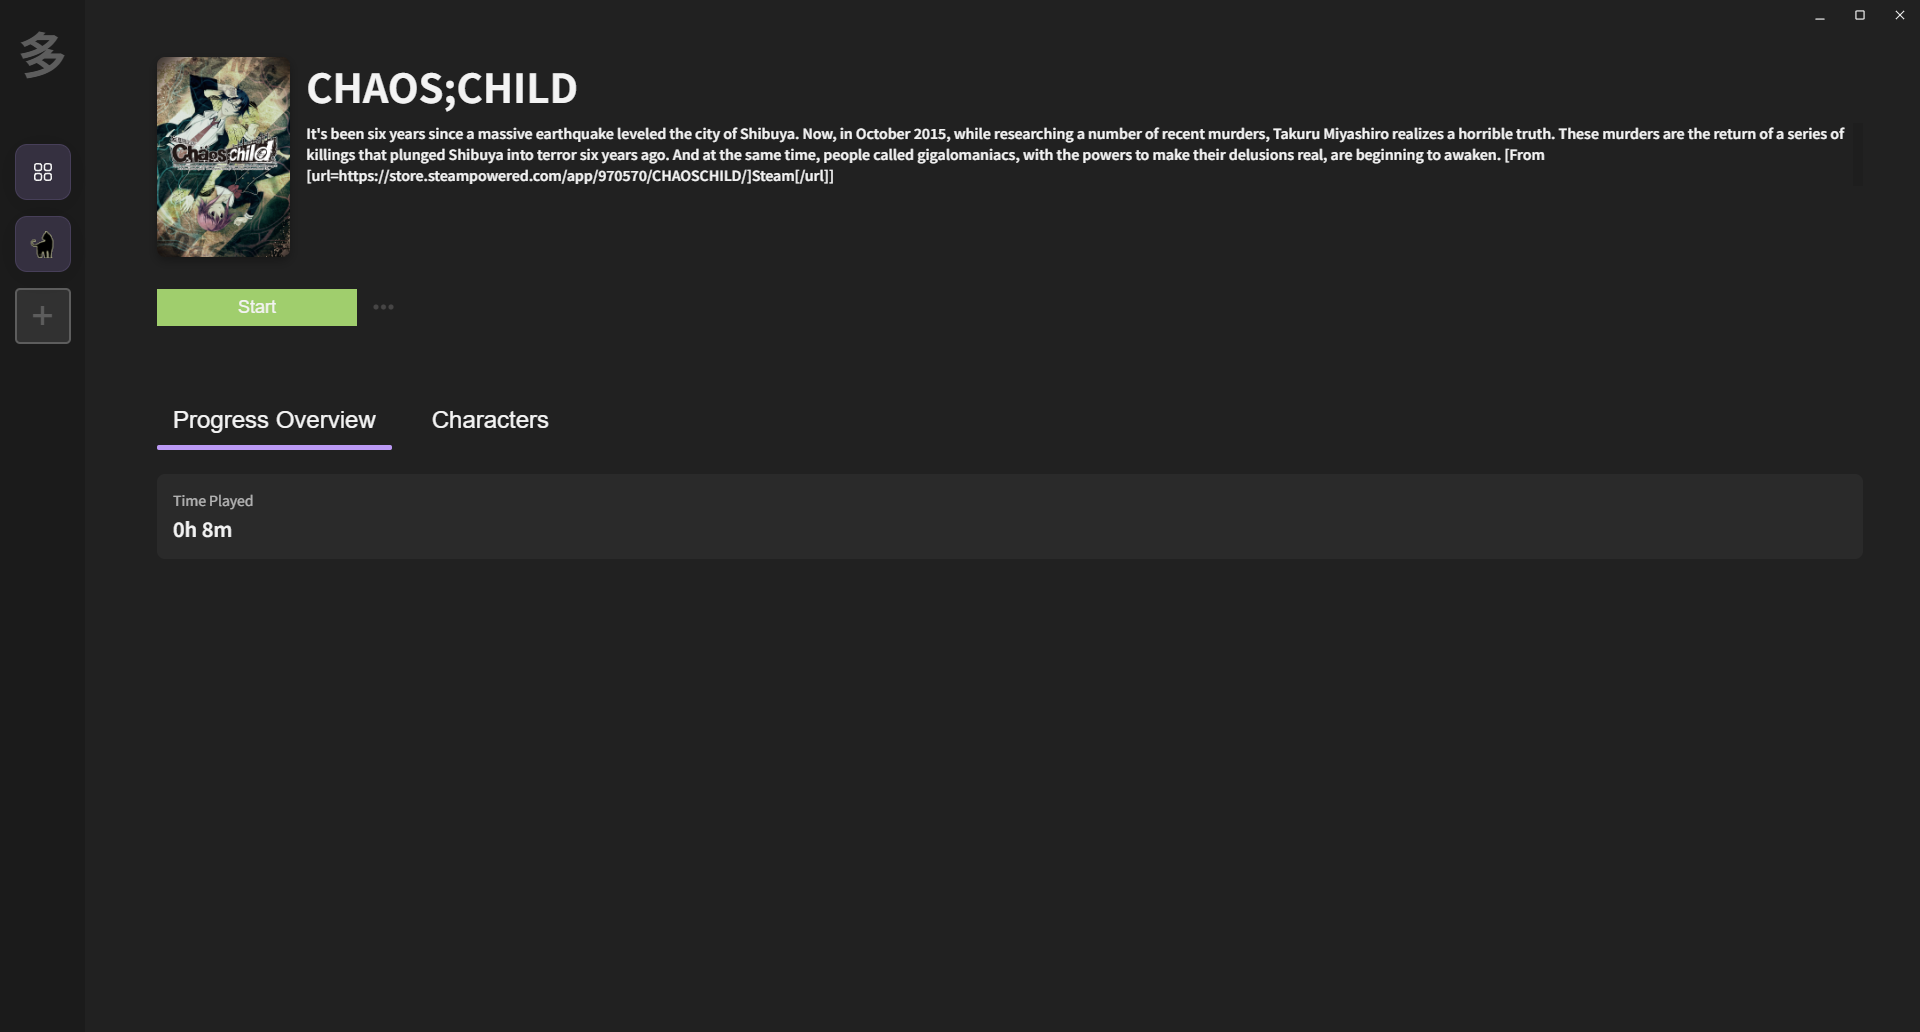 多
CHAOS;CHILD
It's been six years since a massive earthquake leveled the city of Shibuya. Now, in October 2015, while researching a number of recent murders, Takuru Miyashiro realizes a horrible truth. These murders are the return of a series of
killings that plunged Shibuya into terror six years ago. And at the same time, people called gigalomaniacs, with the powers to make their delusions real, are beginning to awaken. [From
[url=https://store.steampowered.com/app/970570/CHAOSCHILD/]Steam[/url]]
Chaos;child
Start
Progress Overview
Characters
Time Played
0h 8m